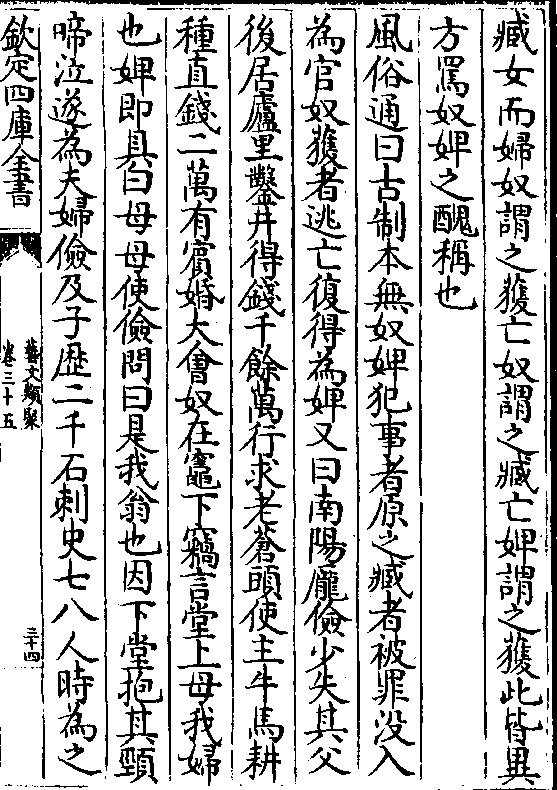 臧女而婦奴謂之獲亡奴謂之臧亡婢謂之獲此皆異
方罵奴婢之醜稱也
風俗通曰古制本無奴婢犯事者原之臧者被罪没入
為官奴獲者逃亡復得為婢又曰南陽龐儉少失其父
後居廬里鑿井得錢千餘萬行求老蒼頭使主牛馬耕
種直錢二萬有賓婚大會奴在竈下竊言堂上母我婦
也婢即具白母母使儉問曰是我翁也因下堂抱其頸
啼泣遂為夫婦儉及子歴二千石刺史七八人時為之
欽定四庫全書
藝文類聚
卷三十五
三十四